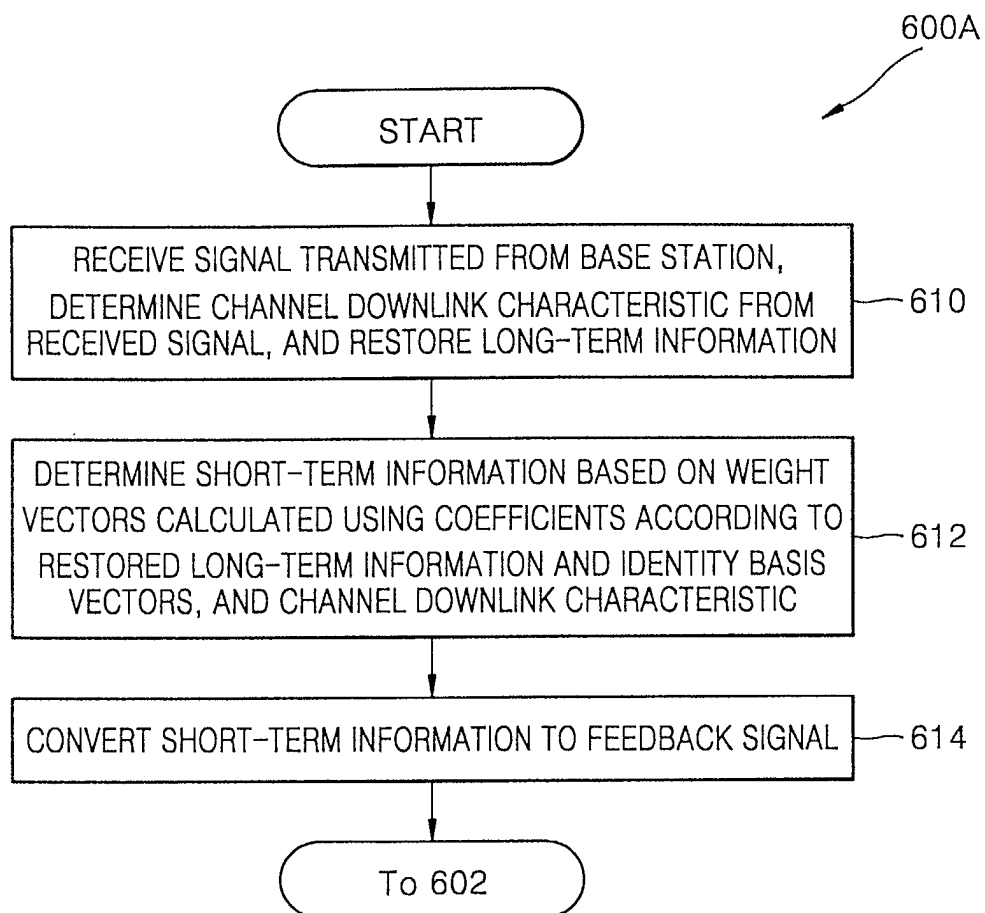 600A
START
RECEIVE SIGNAL TRANSMITTED FROM BASE STATION,
DETERMINE CHANNEL DOWNLINK CHARACTERISTIC FROM
RECEIVED SIGNAL, AND RESTORE LONG-TERM INFORMATION
610
DETERMINE SHORT-TERM INFORMATION BASED ON WEIGHT
VECTORS CALCULATED USING COEFFICIENTS ACCORDING TO
RESTORED LONG-TERM INFORMATION AND IDENTITY BASIS
VECTORS, AND CHANNEL DOWNLINK CHARACTERISTIC
612
CONVERT SHORT-TERM INFORMATION TO FEEDBACK SIGNAL
614
To 602